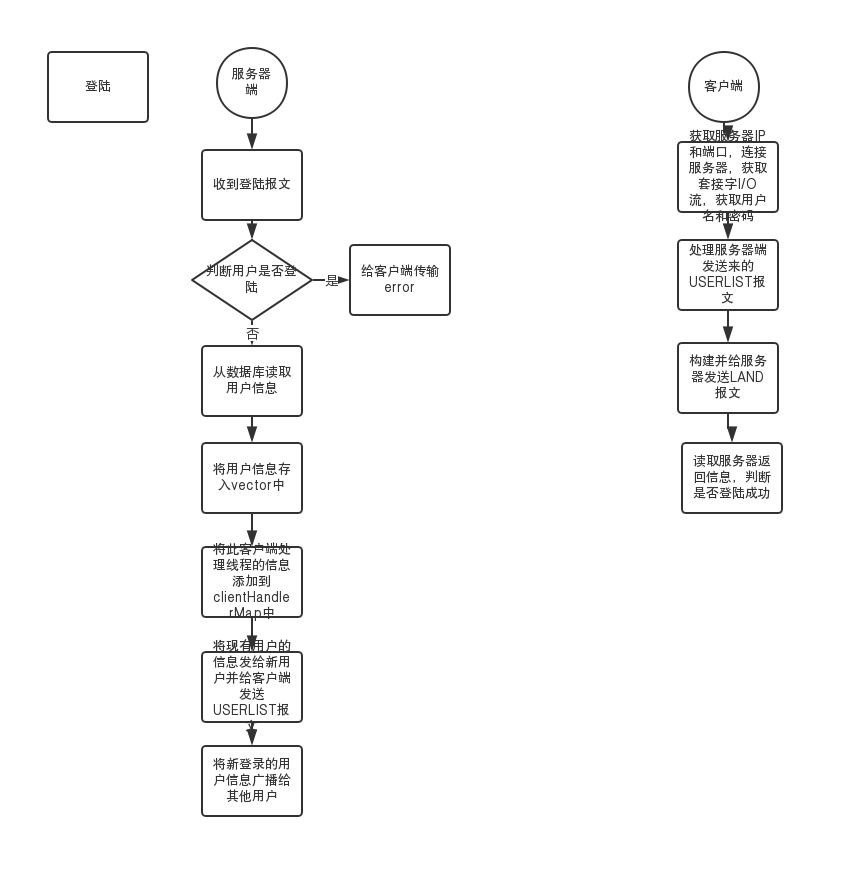 登陆
服务器
端
收到登陆报文
判断用户是否登
陆
是
给客户端传输
error
否
从数据库读取
用户信息
将用户信息存
入vector中
将此客户端处
理线程的信息
添加到
clientHandle
rMap中
将现有用户的
信息发给新用
户并给客户端
发送
USERLIST报
文
将新登录的用
户信息广播给
其他用户
客户端
获取服务器IP
和端口，连接
服务器，获取
套接字I/O
流，获取用户
名和密码
处理服务器端
发送来的
USERLIST报
文
构建并给服务
器发送LAND
报文
读取服务器返
回信息，判断
是否登陆成功